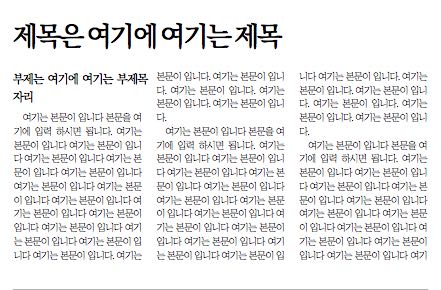 제목은 여기에 여기는 제목
부제는 여기에 여기는 부제목
자리
여기는 본문이 입니다 본문을 여
기에 입력 하시면 됩니다. 여기는
본문이 입니다 여기는 본문이 입니
다 여기는 본문이 입니다 여기는 본
문이 입니다 여기는 본문이 입니다
여기는 본문이 입니다 여기는 본문
이 입니다 여기는 본문이 입니다 여
기는 본문이 입니다 여기는 본문이
입니다 여기는 본문이 입니다 여기
는 본문이 입니다 여기는 본문이 입
니다 여기는 본문이 입니다. 여기는
본문이 입니다. 여기는 본문이 입니
다. 여기는 본문이 입니다. 여기는
본문이 입니다. 여기는 본문이 입니
다.
여기는 본문이 입니다 본문을 여
기에 입력 하시면 됩니다. 여기는
본문이 입니다 여기는 본문이 입니
다 여기는 본문이 입니다 여기는 본
문이 입니다 여기는 본문이 입니다
여기는 본문이 입니다 여기는 본문
이 입니다 여기는 본문이 입니다 여
기는 본문이 입니다 여기는 본문이
입니다 여기는 본문이 입니다 여기
는 본문이 입니다 여기는 본문이 입
니다 여기는 본문이 입니다. 여기는
본문이 입니다. 여기는 본문이 입니
다. 여기는 본문이 입니다. 여기는
본문이 입니다. 여기는 본문이 입니
다.
여기는 본문이 입니다 본문을 여
기에 입력 하시면 됩니다. 여기는
본문이 입니다 여기는 본문이 입니
다 여기는 본문이 입니다 여기는 본
문이 입니다 여기는 본문이 입니다
여기는 본문이 입니다 여기는 본문
이 입니다 여기는 본문이 입니다 여
기는 본문이 입니다 여기는 본문이
입니다 여기는 본문이 입니다 여기